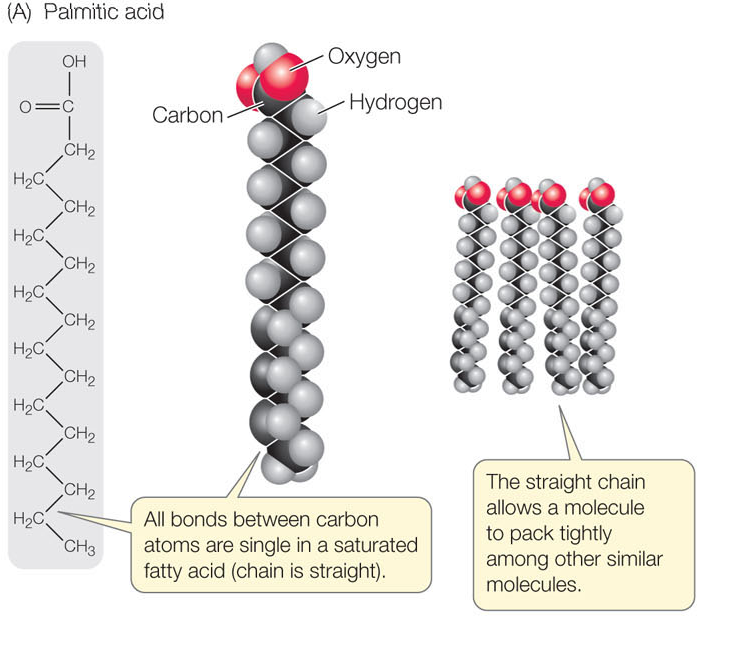 (A) Palmitic acid
OH
O=C
CH₂
H₂C
CH₂
H₂C
CH₂
H₂C
CH₂
H₂C
CH₂
H₂C
CH₂
H₂C
CH₂
H₂C
CH₃
Oxygen
Carbon
Hydrogen
All bonds between carbon
atoms are single in a saturated
fatty acid (chain is straight).
The straight chain
allows a molecule
to pack tightly
among other similar
molecules.